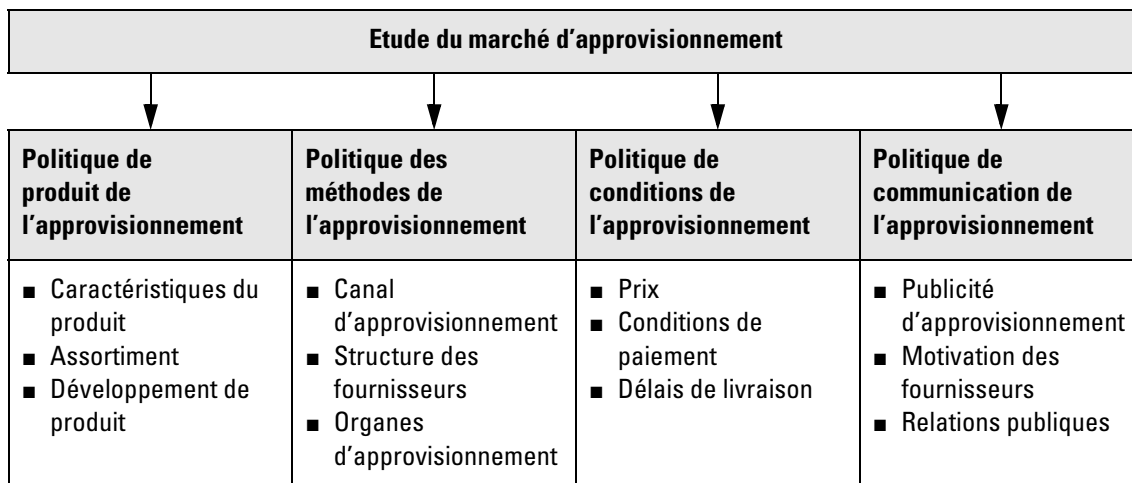 Etude du marché d’approvisionnement
Politique de
produit de
l’approvisionnement
Politique des
méthodes de
l’approvisionnement
Politique de
conditions de
l’approvisionnement
Politique de
communication de
l’approvisionnement
■ Caractéristiques du
produit
■ Assortiment
■ Développement de
produit
■ Canal
d’approvisionnement
■ Structure des
fournisseurs
■ Organes
d’approvisionnement
■ Prix
■ Conditions de
paiement
■ Délais de livraison
■ Publicité
d’approvisionnement
■ Motivation des
fournisseurs
■ Relations publiques